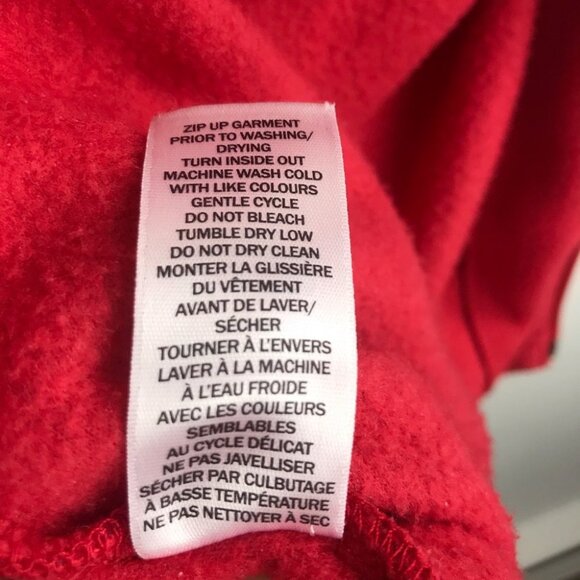 ZIP UP GARMENT
PRIOR TO WASHING/
DRYING
TURN INSIDE OUT
MACHINE WASH COLD
WITH LIKE COLOURS
GENTLE CYCLE
DO NOT BLEACH
TUMBLE DRY LOW
DO NOT DRY CLEAN
MONTER LA GLISSIÈRE
DU VÊTEMENT
AVANT DE LAVER/
SÉCHER
TOURNER À L'ENVERS
LAVER À LA MACHINE
À L'EAU FROIDE
AVEC LES COULEURS
SEMBLABLES
AU CYCLE DÉLICAT
NE PAS JAVELLISER
SÉCHER PAR CULBUTAGE
À BASSE TEMPÉRATURE
NE PAS NETTOYER À SEC